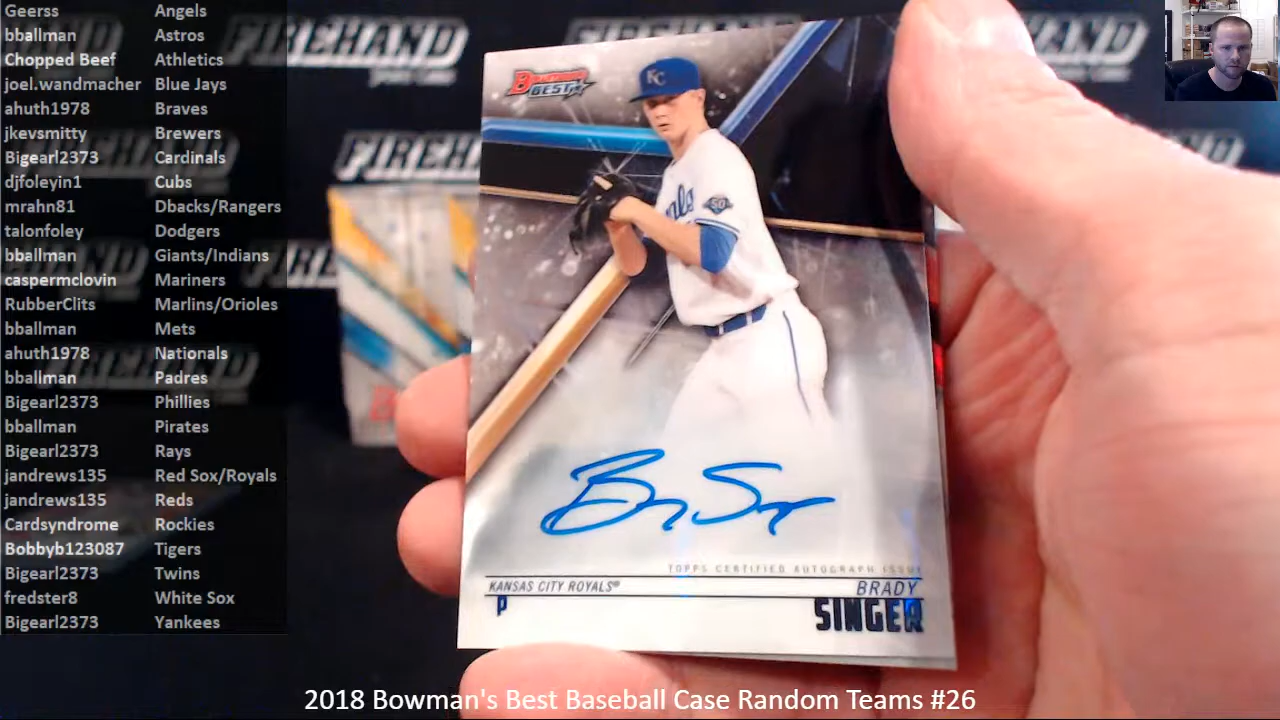 Geerss Angels
bballman Astros
Chopped Beef Athletics
joel.wandmacher Blue Jays
ahuth1978 Braves
jkevsmitty Brewers
Bigearl2373 Cardinals
djfoleyin1 Cubs
mrahn81 Dbacks/Rangers
talonfoley Dodgers
bballman Giants/Indians
caspermclovin Mariners
RubberClits Marlins/Orioles
bballman Mets
ahuth1978 Nationals
bballman Padres
Bigearl2373 Phillies
bballman Pirates
Bigearl2373 Rays
jandrews135 Red Sox/Royals
jandrews135 Reds
Cardsyndrome Rockies
Bobbyb123087 Tigers
Bigearl2373 Twins
fredster8 White Sox
Bigearl2373 Yankees
FIREHAND
BOWMAN'S
BEST
KC
50
TOPPS CERTIFIED AUTOGRAPH ISSUE
KANSAS CITY ROYALS® BRADY
P SINGER
2018 Bowman's Best Baseball Case Random Teams #26